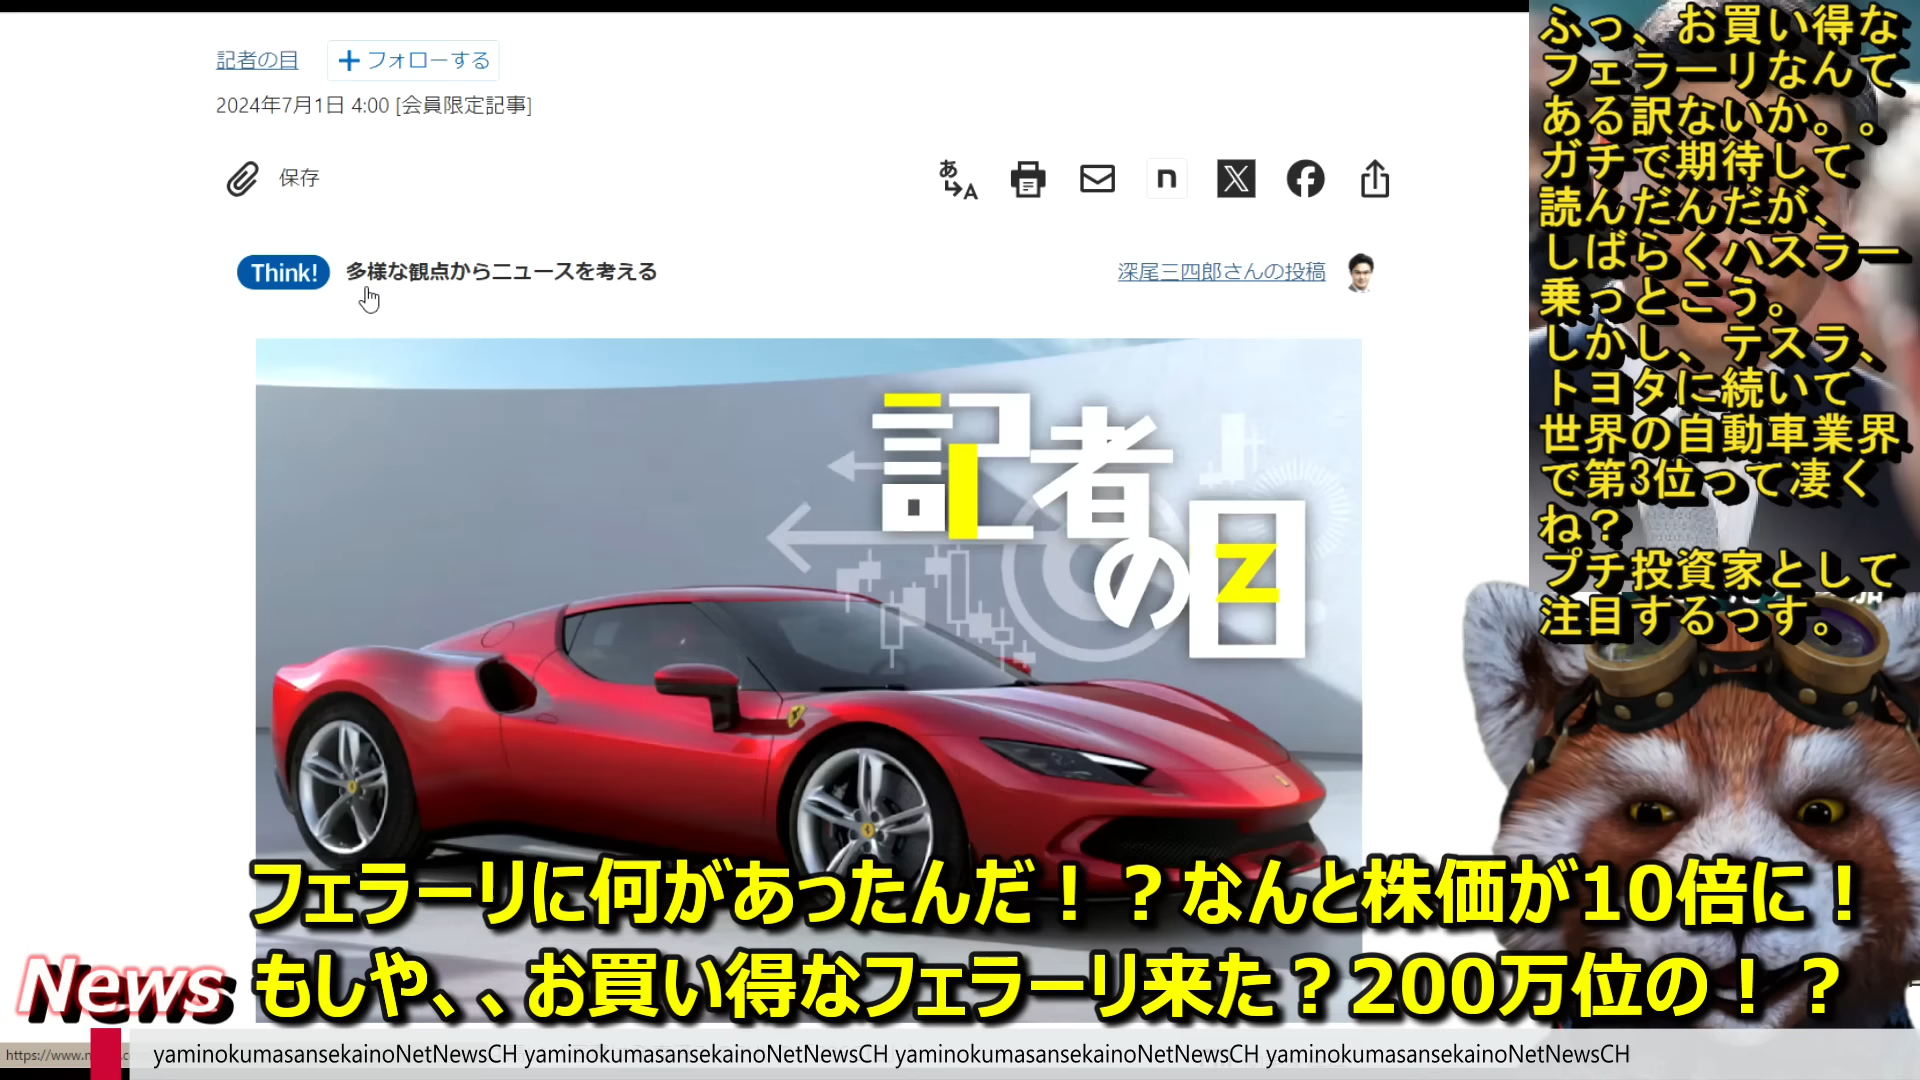 記者の目
フォローする
2024年7月1日 4:00 [会員限定記事]
保存
あ
A
n
X
f
Think! 多様な観点からニュースを考える
深尾三四郎さんの投稿
記者の目
z
ふっ、お買い得な
フェラーリなんて
ある訳ないか。。
ガチで期待して
読んだんだが、
しばらくハスラー
乗っとこう。
しかし、テスラ、
トヨタに続いて
世界の自動車業界
で第3位って凄く
ね？
プチ投資家として
注目するっす。
フェラーリに何があったんだ！？なんと株価が10倍に！
もしや、、お買い得なフェラーリ来た？200万位の！？
News
https://www.n
yaminokumasansekainoNetNewsCH yaminokumasansekainoNetNewsCH yaminokumasansekainoNetNewsCH yaminokumasansekainoNetNewsCH